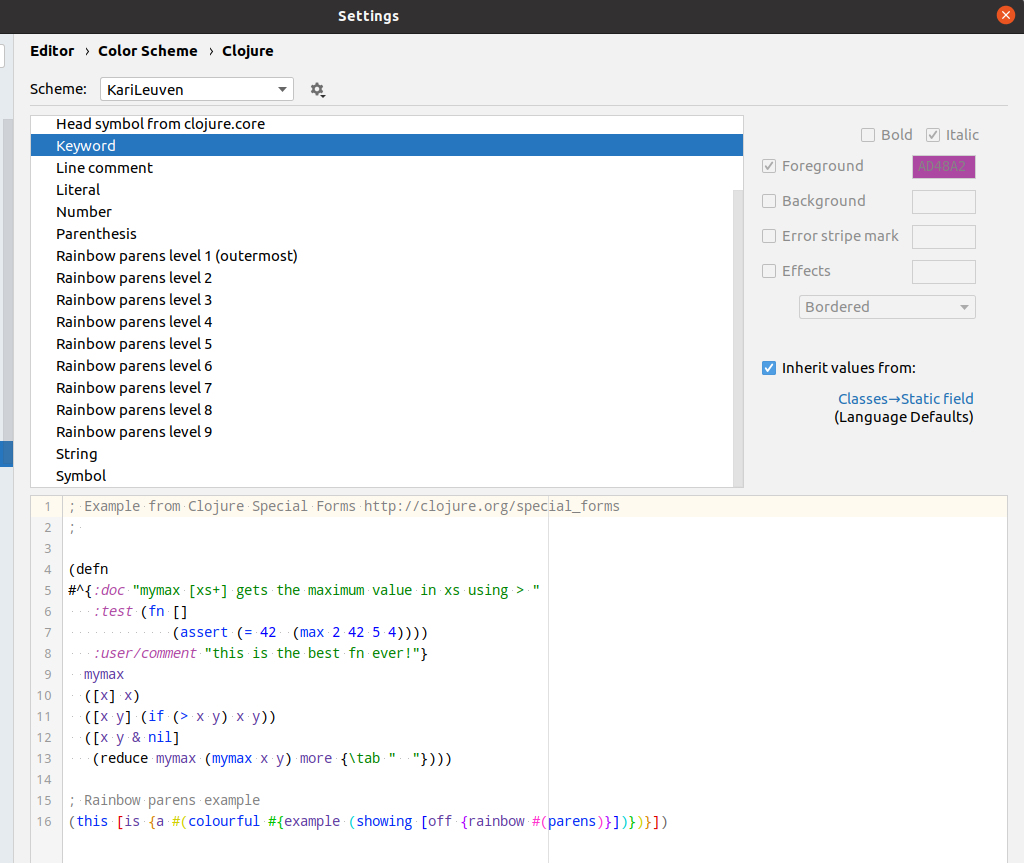 Settings
Editor › Color Scheme › Clojure
Scheme: KariLeuven
Head symbol from clojure.core
Keyword
Line comment
Literal
Number
Parenthesis
Rainbow parens level 1 (outermost)
Rainbow parens level 2
Rainbow parens level 3
Rainbow parens level 4
Rainbow parens level 5
Rainbow parens level 6
Rainbow parens level 7
Rainbow parens level 8
Rainbow parens level 9
String
Symbol
Bold Italic
Foreground AD48A2
Background
Error stripe mark
Effects
Bordered
Inherit values from:
Classes→Static field
(Language Defaults)
1 ; Example from Clojure Special Forms http://clojure.org/special_forms
2 ;
3
4 (defn
5 #^{:doc "mymax [xs+] gets the maximum value in xs using > "
6    :test (fn []
7              (assert (= 42  (max 2 42 5 4))))
8    :user/comment "this is the best fn ever!"}
9   mymax
10   ([x] x)
11   ([x y] (if (> x y) x y))
12   ([x y & nil]
13    (reduce mymax (mymax x y) more {\tab "  "})))
14
15 ; Rainbow parens example
16 (this [is {a #(colourful #{example (showing [off {rainbow #(parens)}])})}])